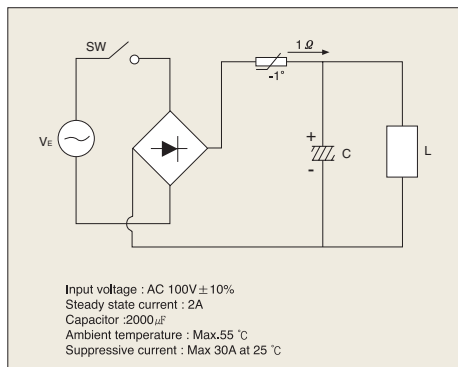 SW
1Ω
-1°
VE
+
-
C
L
Input voltage : AC 100V±10%
Steady state current : 2A
Capacitor :2000μF
Ambient temperature : Max.55 ℃
Suppressive current : Max 30A at 25 ℃